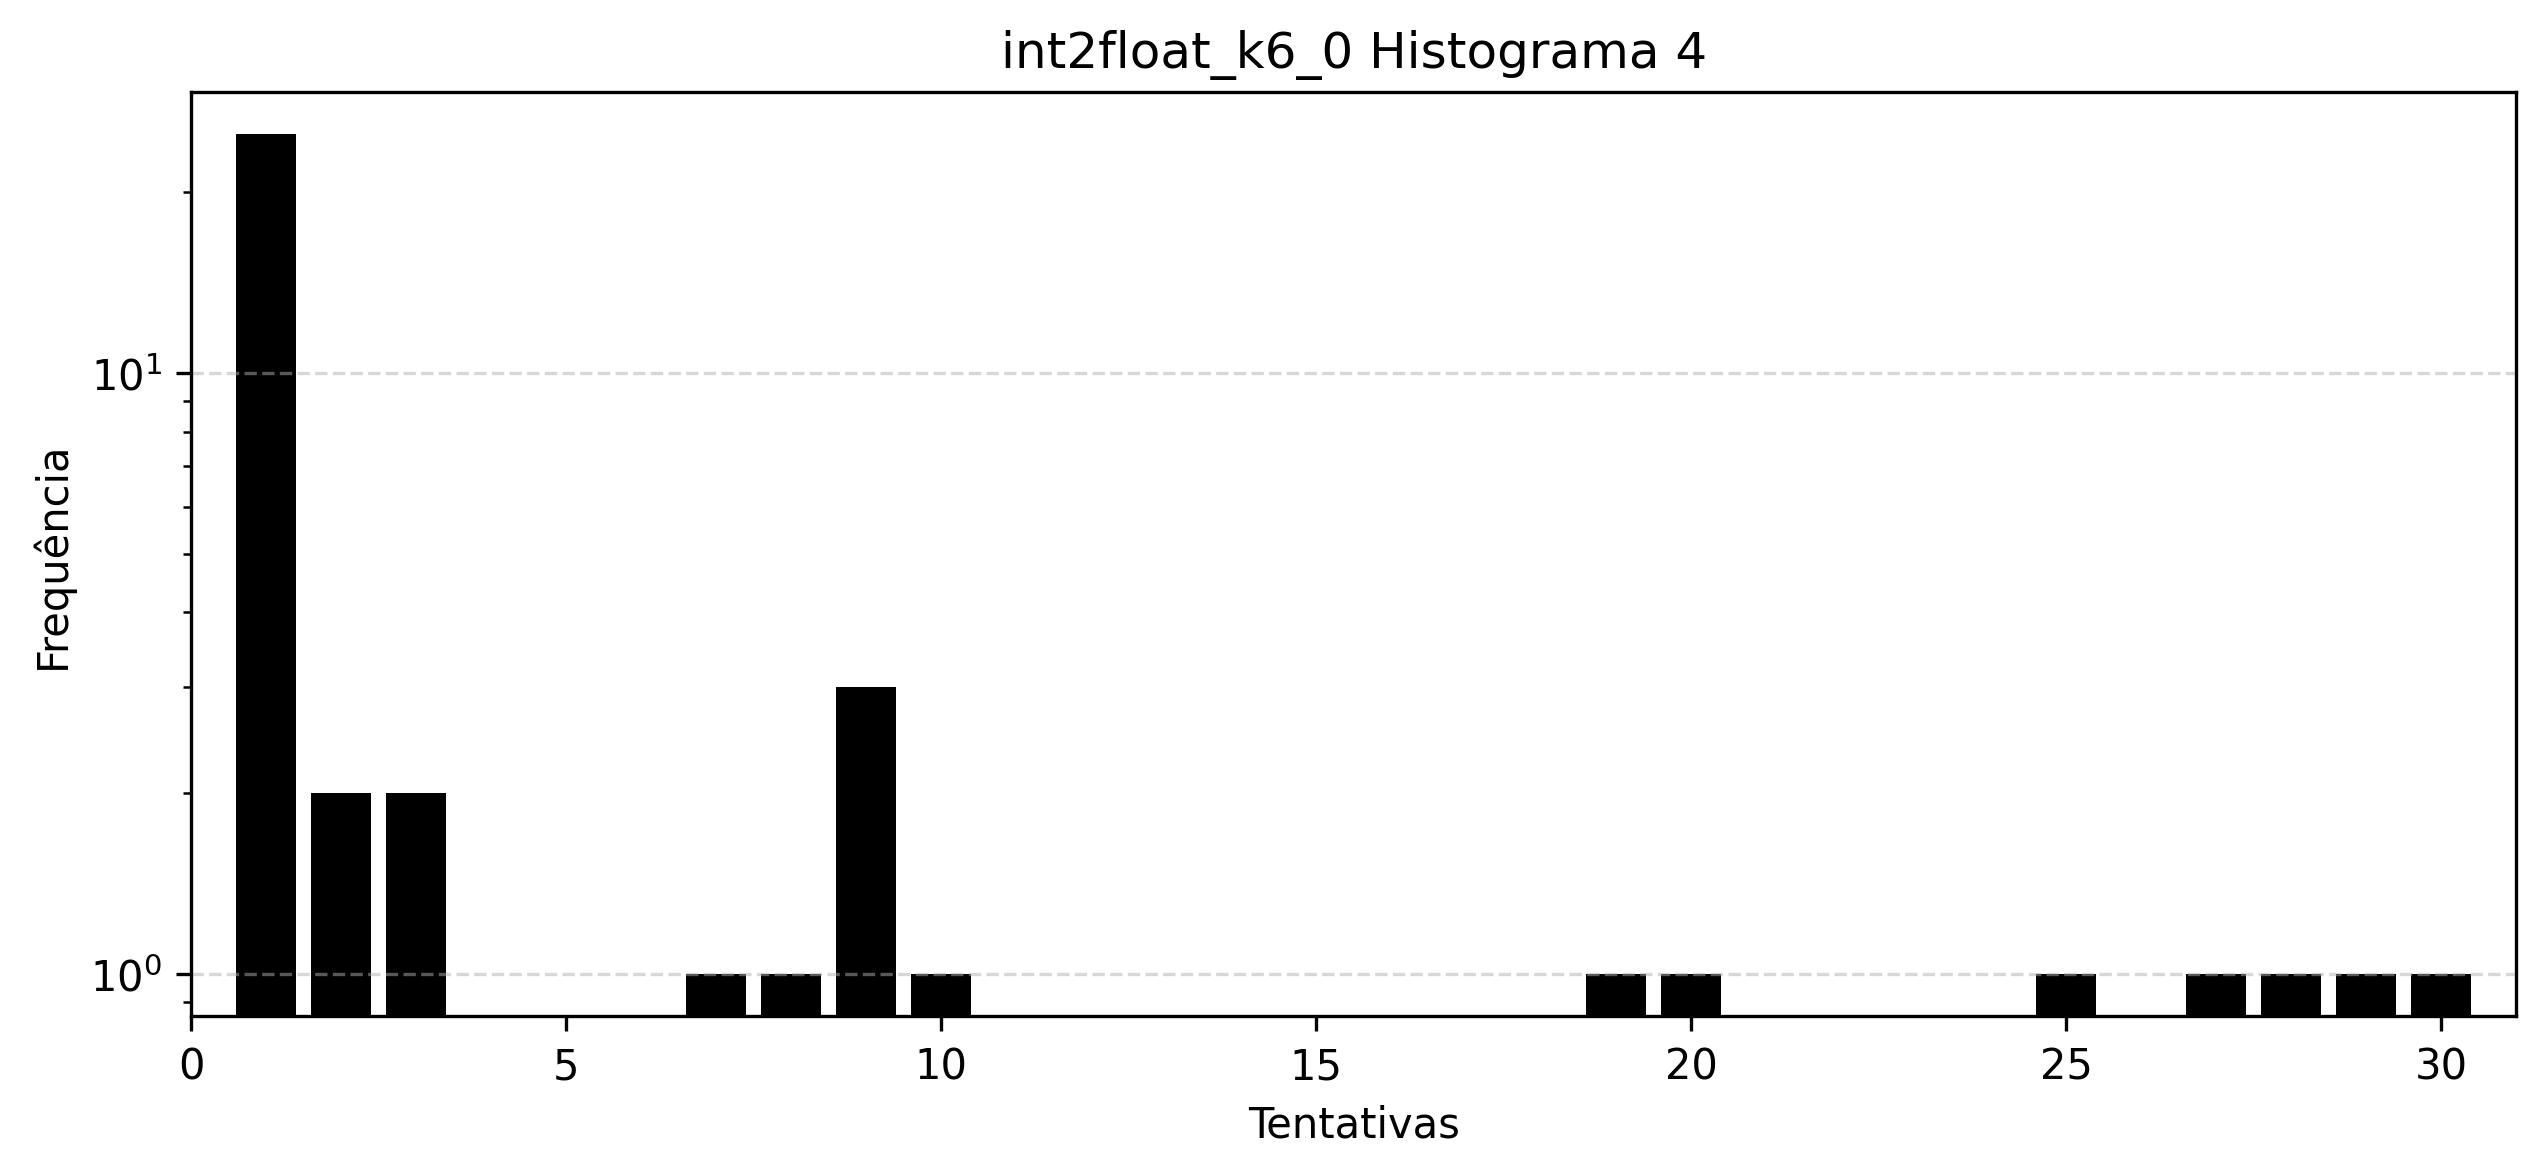 int2float_k6_0 Histograma 4
Frequência
10¹
10⁰
0 5 10 15 20 25 30
Tentativas